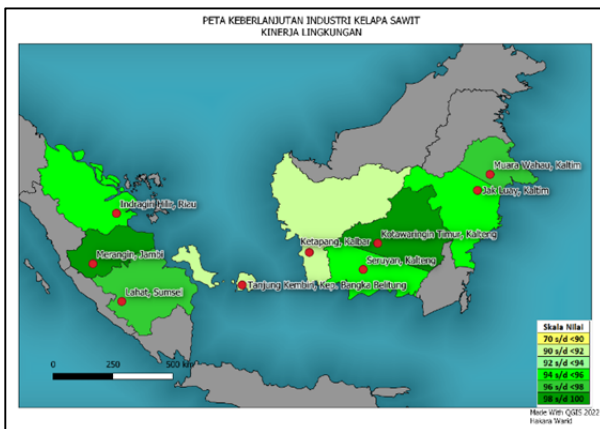 PETA KEBERLANJUTAN INDUSTRI KELAPA SAWIT
KINERJA LINGKUNGAN
Muara Wahau, Kaltim
Jak Luay, Kaltim
Indragiri Hilir, Riau
Kotawaringin Timur, Kalteng
Ketapang, Kalbar
Merangin, Jambi
Seruyan, Kalteng
Tanjung Kembiri, Kep. Bangka Belitung
Lahat, Sumsel
Skala Nilai
70 s/d <90
90 s/d <92
92 s/d <94
94 s/d <96
96 s/d <98
98 s/d 100
0 250 500 km
Made With QGIS 2022
Hasara Warid